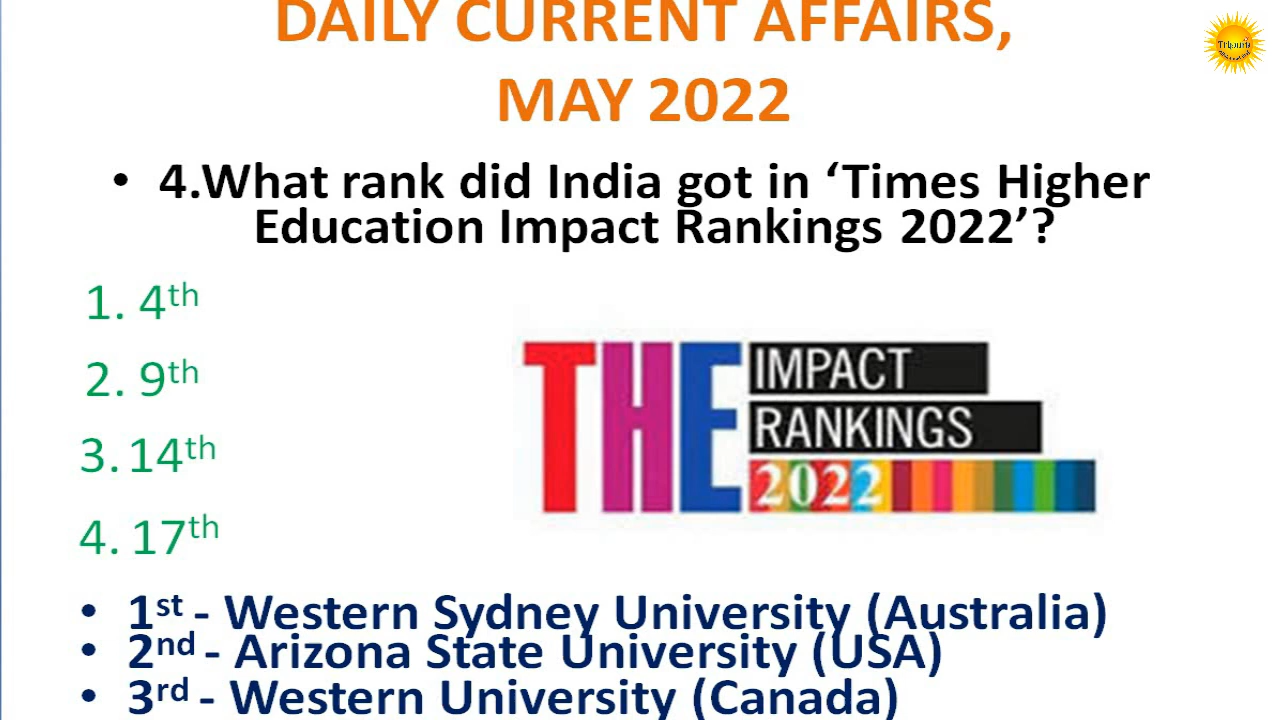 DAILY CURRENT AFFAIRS,
MAY 2022
• 4.What rank did India got in ‘Times Higher
Education Impact Rankings 2022’?
1. 4th
2. 9th
3. 14th
4. 17th
THE IMPACT
RANKINGS
2022
• 1st - Western Sydney University (Australia)
• 2nd - Arizona State University (USA)
• 3rd - Western University (Canada)